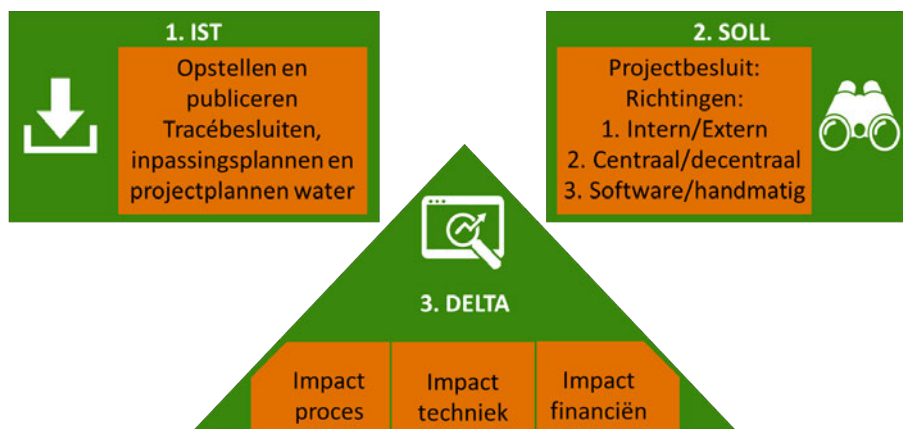 1. IST
Opstellen en
publiceren
Tracébesluiten,
inpassingsplannen en
projectplannen water
2. SOLL
Projectbesluit:
Richtingen:
1. Intern/Extern
2. Centraal/decentraal
3. Software/handmatig
3. DELTA
Impact
proces
Impact
techniek
Impact
financiën